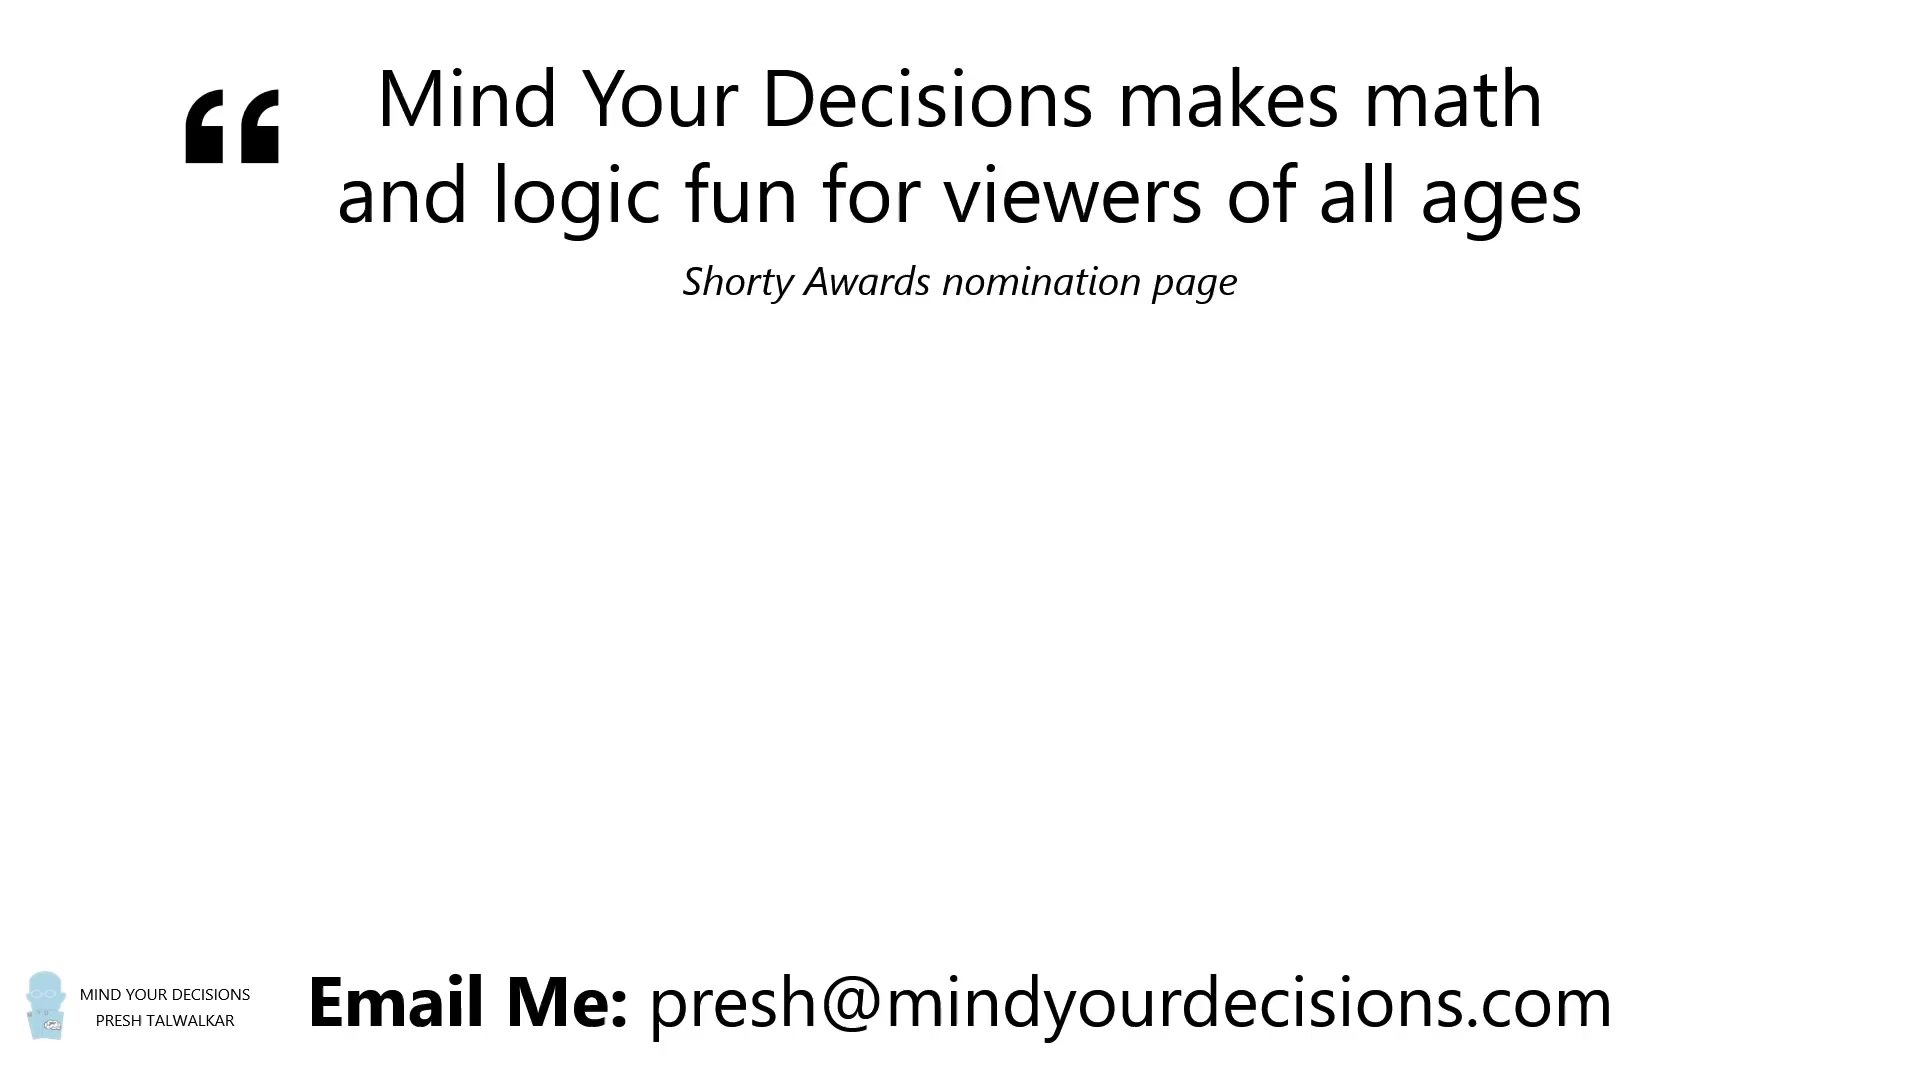 “
Mind Your Decisions makes math
and logic fun for viewers of all ages
Shorty Awards nomination page
MIND YOUR DECISIONS
PRESH TALWALKAR
Email Me: presh@mindyourdecisions.com